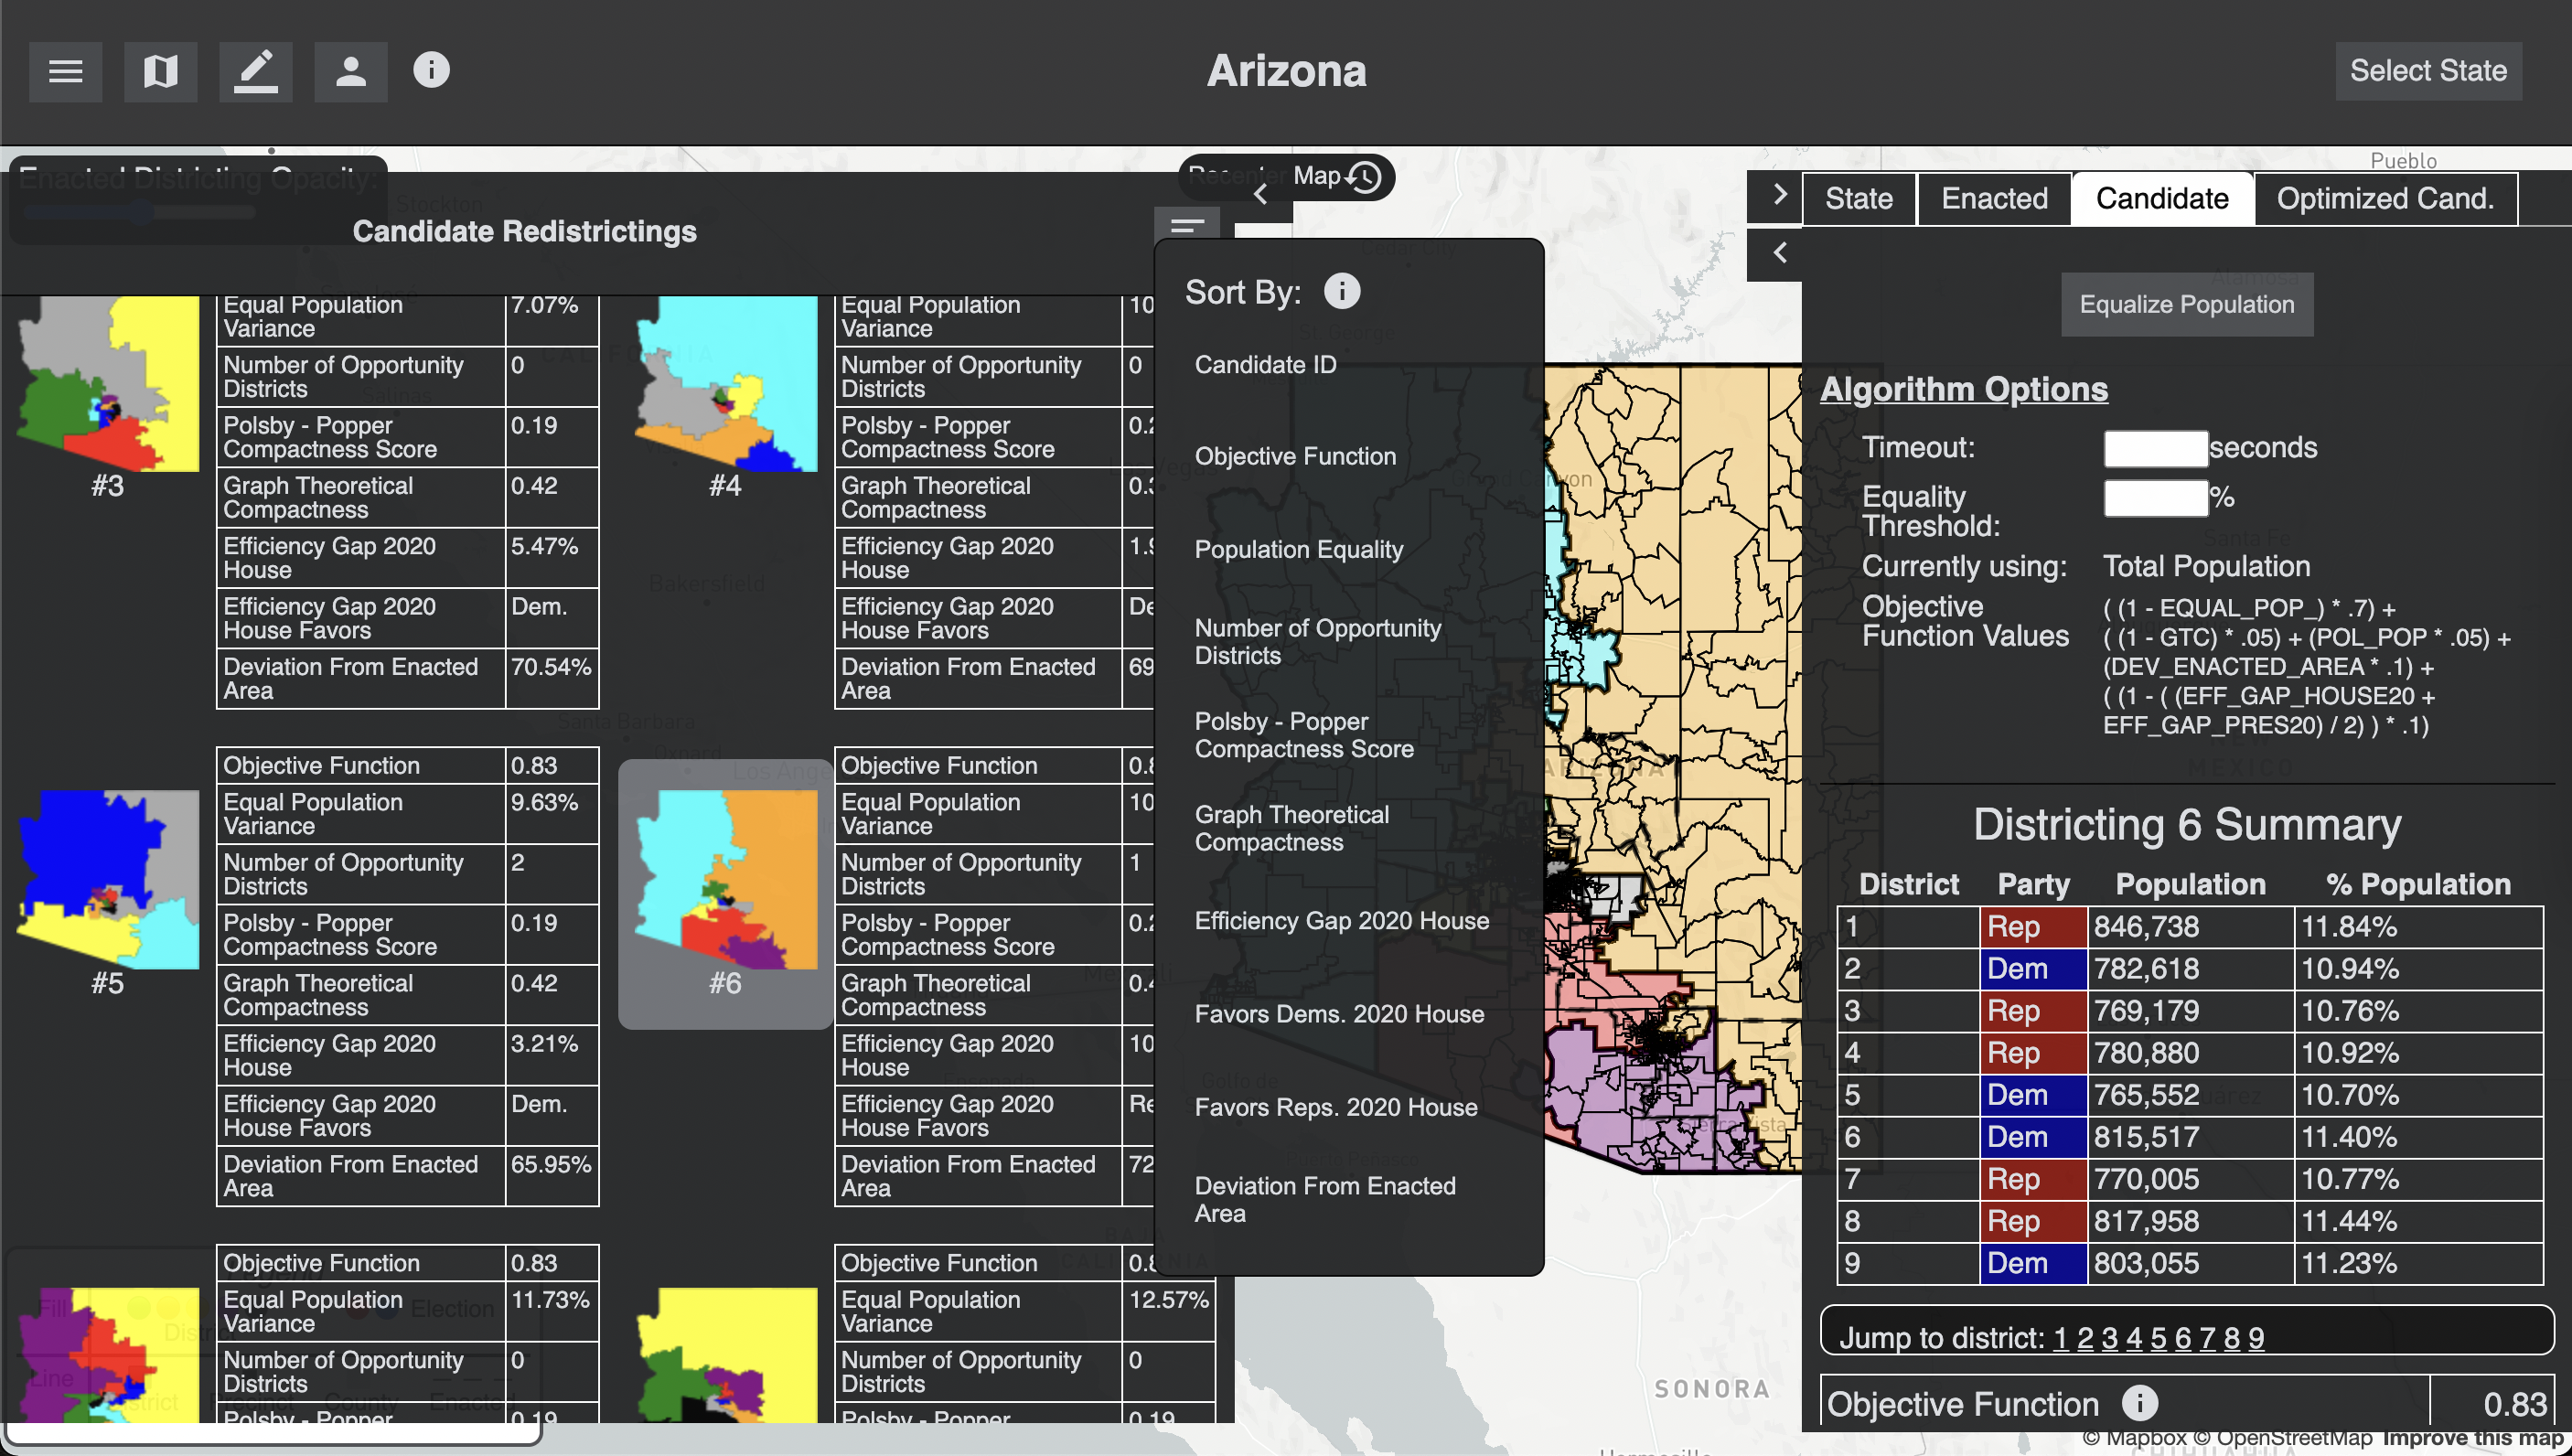 Arizona
Select State
Enacted Districting Opacity:
Recenter Map
Candidate Redistrictings
#3
Equal Population Variance 7.07%
Number of Opportunity Districts 0
Polsby - Popper Compactness Score 0.19
Graph Theoretical Compactness 0.42
Efficiency Gap 2020 House 5.47%
Efficiency Gap 2020 House Favors Dem.
Deviation From Enacted Area 70.54%
#4
Equal Population Variance 10
Number of Opportunity Districts 0
Polsby - Popper Compactness Score
Graph Theoretical Compactness
Efficiency Gap 2020 House
Efficiency Gap 2020 House Favors
Deviation From Enacted Area 69
#5
Objective Function 0.83
Equal Population Variance 9.63%
Number of Opportunity Districts 2
Polsby - Popper Compactness Score 0.19
Graph Theoretical Compactness 0.42
Efficiency Gap 2020 House 3.21%
Efficiency Gap 2020 House Favors Dem.
Deviation From Enacted Area 65.95%
#6
Objective Function
Equal Population Variance 10
Number of Opportunity Districts 1
Polsby - Popper Compactness Score
Graph Theoretical Compactness
Efficiency Gap 2020 House 10
Efficiency Gap 2020 House Favors
Deviation From Enacted Area 72
Objective Function 0.83
Equal Population Variance 11.73%
Number of Opportunity Districts 0
Polsby - Popper 0.19
Objective Function
Equal Population Variance 12.57%
Number of Opportunity Districts 0
Polsby - Popper 0.19
Sort By:
Candidate ID
Objective Function
Population Equality
Number of Opportunity
Districts
Polsby - Popper
Compactness Score
Graph Theoretical
Compactness
Efficiency Gap 2020 House
Favors Dems. 2020 House
Favors Reps. 2020 House
Deviation From Enacted
Area
State Enacted Candidate Optimized Cand.
Equalize Population
Algorithm Options
Timeout: seconds
Equality Threshold: %
Currently using: Total Population
Objective Function Values
( (1 - EQUAL_POP_) * .7) +
( (1 - GTC) * .05) + (POL_POP * .05) +
(DEV_ENACTED_AREA * .1) +
( (1 - ( (EFF_GAP_HOUSE20 +
EFF_GAP_PRES20) / 2) ) * .1)
Districting 6 Summary
District Party Population % Population
1 Rep 846,738 11.84%
2 Dem 782,618 10.94%
3 Rep 769,179 10.76%
4 Rep 780,880 10.92%
5 Dem 765,552 10.70%
6 Dem 815,517 11.40%
7 Rep 770,005 10.77%
8 Rep 817,958 11.44%
9 Dem 803,055 11.23%
Jump to district: 1 2 3 4 5 6 7 8 9
Objective Function 0.83
Pueblo
Stockton
Bakersfield
Santa Barbara
ARIZONA
SONORA
Santa Fe
MEXICO
© Mapbox © OpenStreetMap Improve this map